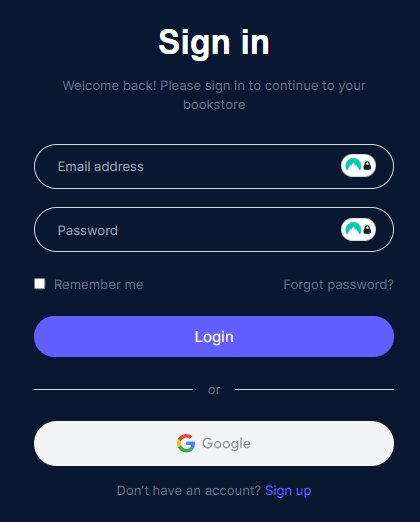 Sign in
Welcome back! Please sign in to continue to your
bookstore
Email address
Password
Remember me
Forgot password?
Login
or
Google
Don't have an account? Sign up